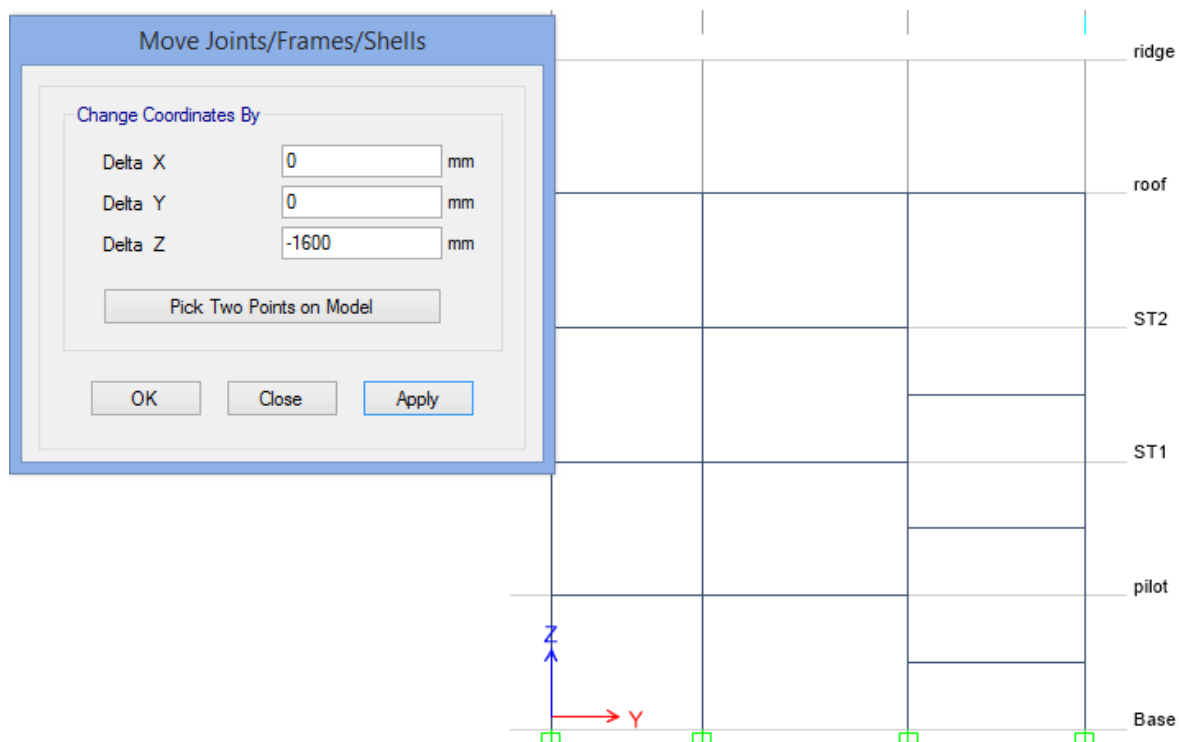 Move Joints/Frames/Shells
Change Coordinates By
Delta X 0 mm
Delta Y 0 mm
Delta Z -1600 mm
Pick Two Points on Model
OK Close Apply
ridge
roof
ST2
ST1
pilot
Z
Y
Base